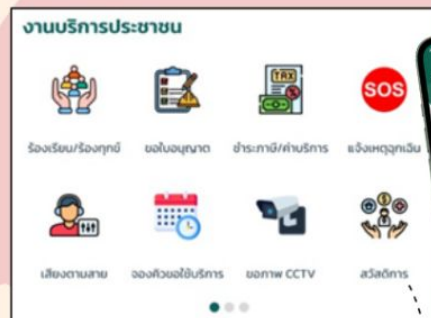 งานบริการประชาชน
TAX
SOS
ร้องเรียน/ร้องทุกข์
ขอใบอนุญาต
ชำระภาษี/ค่าบริการ
แจ้งเหตุฉุกเฉิน
เสียงตามสาย
จองคิวขอใช้บริการ
ขอภาพ CCTV
สวัสดิการ